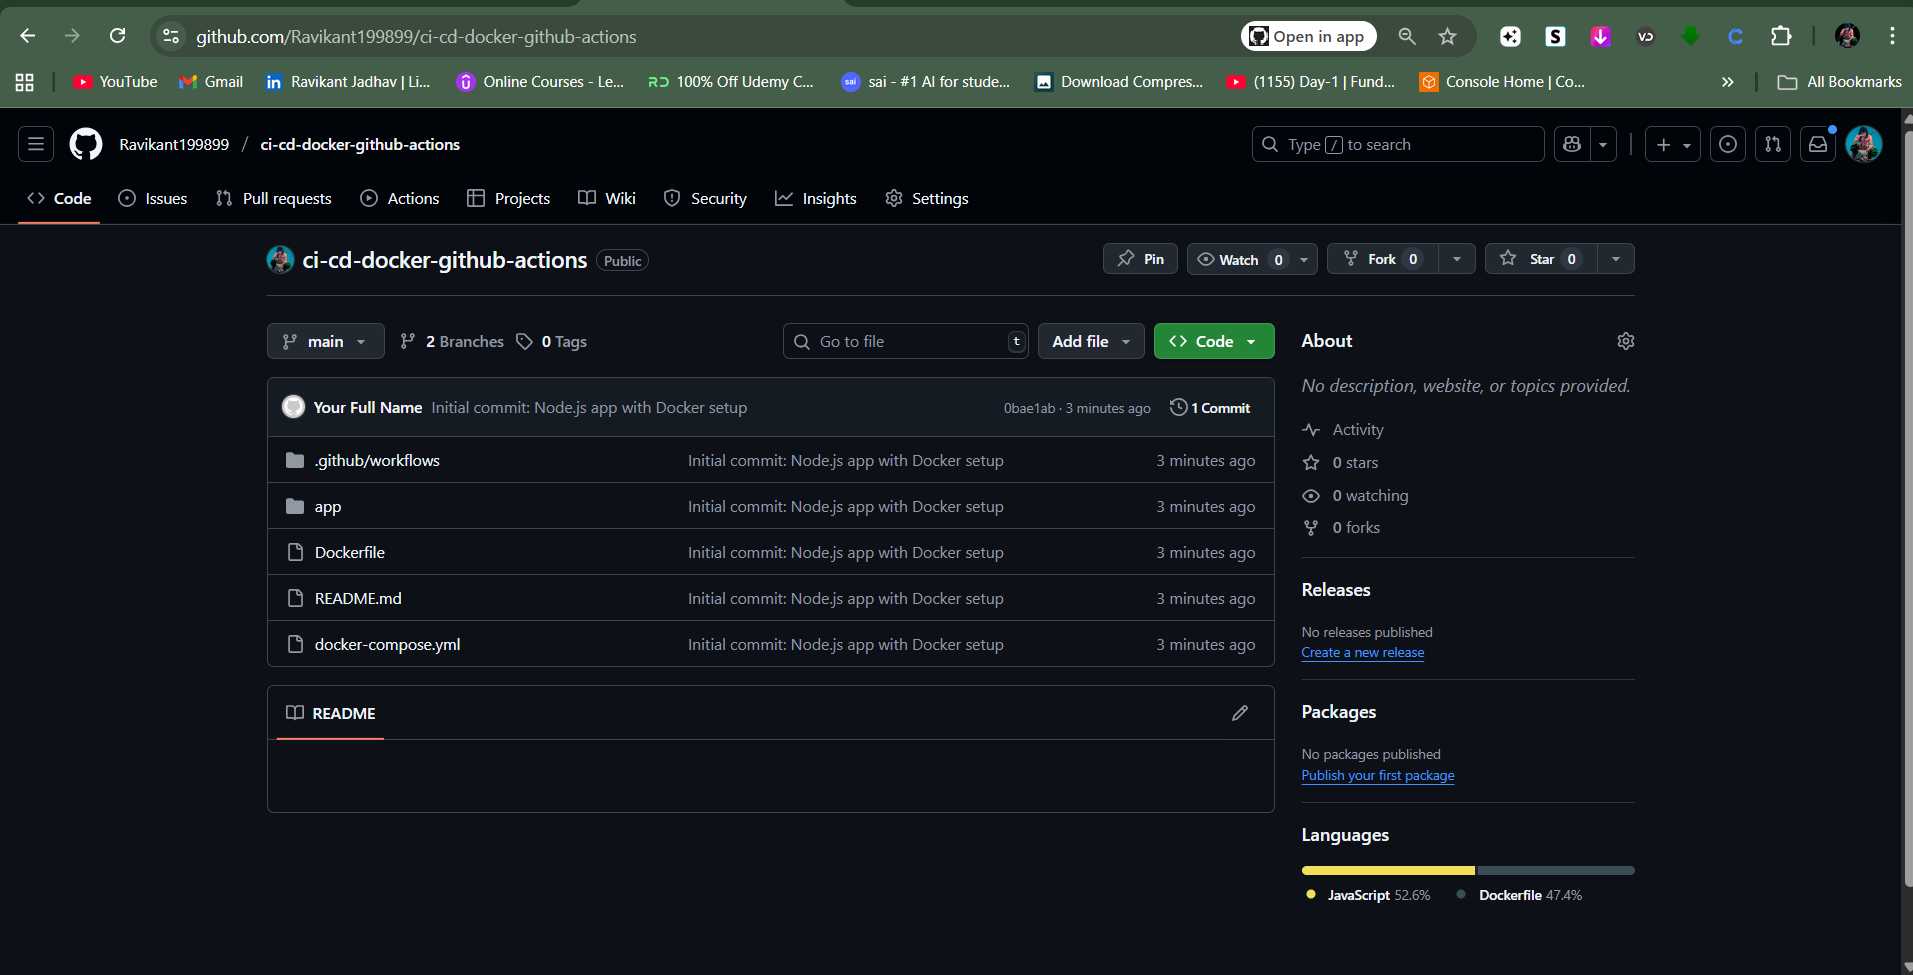 github.com/Ravikant199899/ci-cd-docker-github-actions
Open in app
YouTube
Gmail
Ravikant Jadhav | Li...
Online Courses - Le...
100% Off Udemy C...
sai - #1 AI for stude...
Download Compres...
(1155) Day-1 | Fund...
Console Home | Co...
All Bookmarks
Ravikant199899 / ci-cd-docker-github-actions
Type / to search
Code
Issues
Pull requests
Actions
Projects
Wiki
Security
Insights
Settings
ci-cd-docker-github-actions Public
Pin
Watch 0
Fork 0
Star 0
main
2 Branches
0 Tags
Go to file t
Add file
Code
Your Full Name Initial commit: Node.js app with Docker setup 0bae1ab · 3 minutes ago 1 Commit
.github/workflows Initial commit: Node.js app with Docker setup 3 minutes ago
app Initial commit: Node.js app with Docker setup 3 minutes ago
Dockerfile Initial commit: Node.js app with Docker setup 3 minutes ago
README.md Initial commit: Node.js app with Docker setup 3 minutes ago
docker-compose.yml Initial commit: Node.js app with Docker setup 3 minutes ago
README
About
No description, website, or topics provided.
Activity
0 stars
0 watching
0 forks
Releases
No releases published
Create a new release
Packages
No packages published
Publish your first package
Languages
JavaScript 52.6%
Dockerfile 47.4%